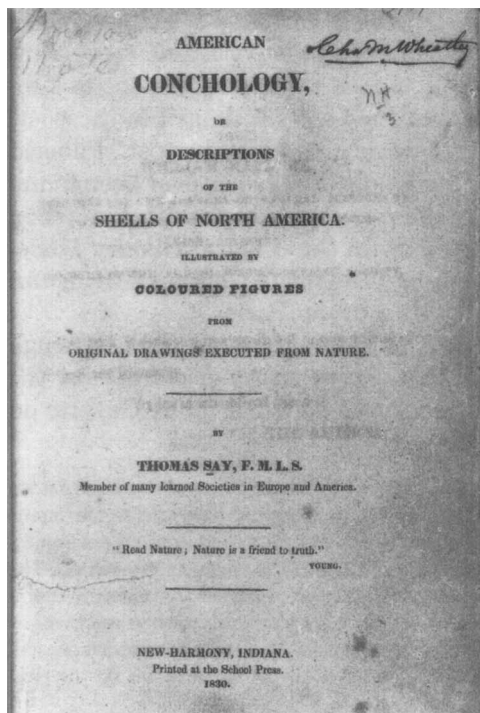 AMERICAN
Chas M Wheatley
CONCHOLOGY,
OR
DESCRIPTIONS
OF THE
SHELLS OF NORTH AMERICA.
ILLUSTRATED BY
COLOURED FIGURES
FROM
ORIGINAL DRAWINGS EXECUTED FROM NATURE.
BY
THOMAS SAY, F. M. L. S.
Member of many learned Societies in Europe and America.
"Read Nature; Nature is a friend to truth."
YOUNG.
NEW-HARMONY, INDIANA.
Printed at the School Press.
1830.